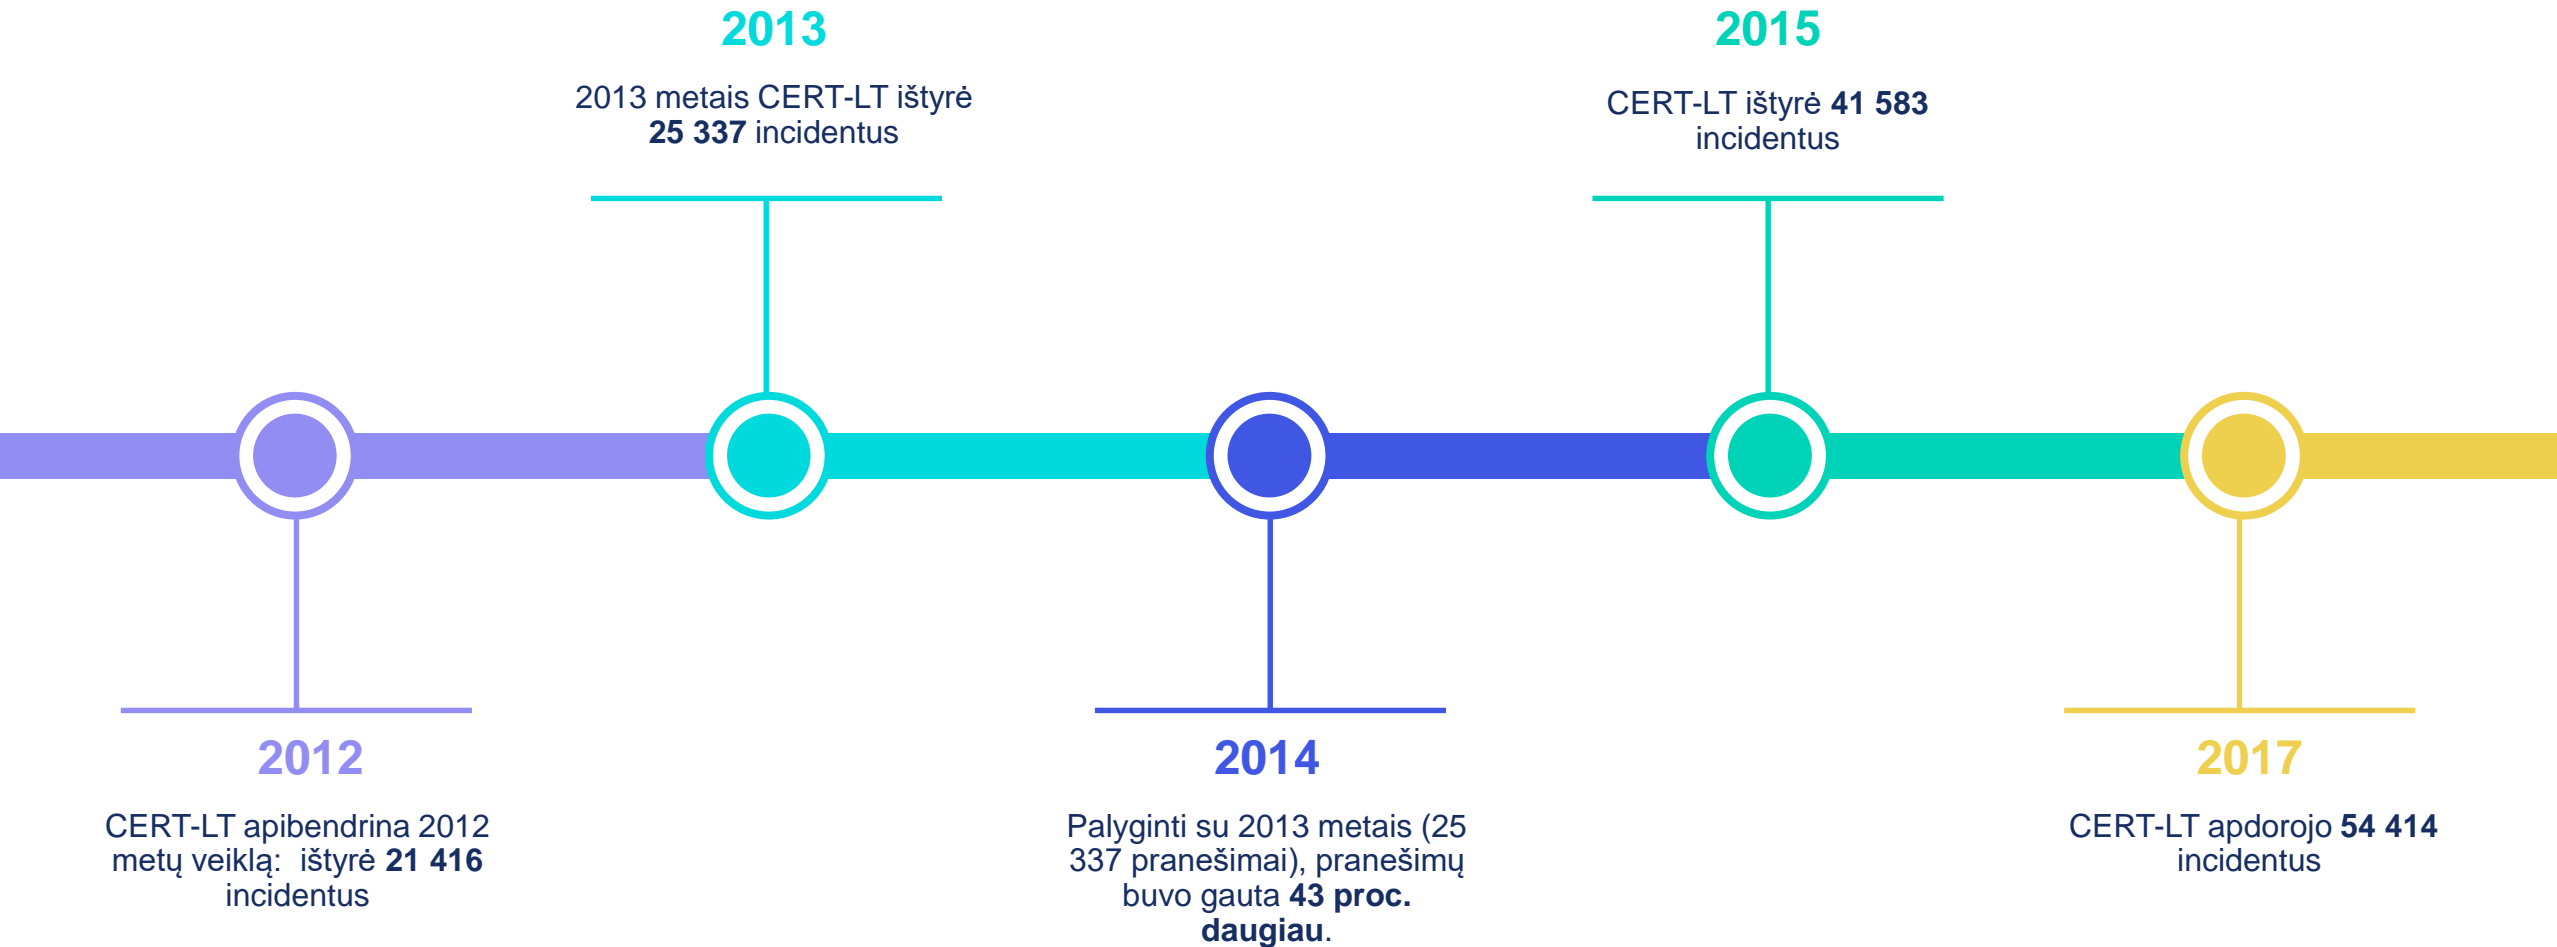 2013
2013 metais CERT-LT ištyrė
25 337 incidentus
2015
CERT-LT ištyrė 41 583
incidentus
2012
CERT-LT apibendrina 2012
metų veiklą:  ištyrė 21 416
incidentus
2014
Palyginti su 2013 metais (25
337 pranešimai), pranešimų
buvo gauta 43 proc.
daugiau.
2017
CERT-LT apdorojo 54 414
incidentus